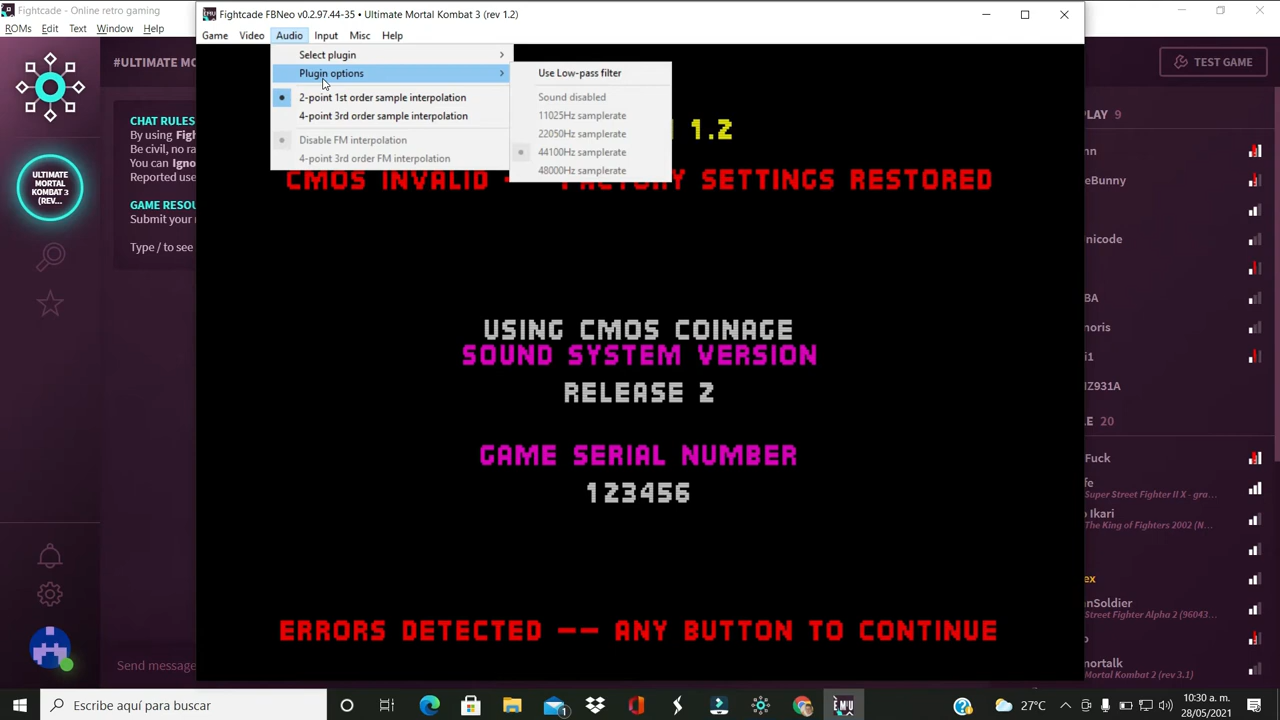 Fightcade - Online retro gaming
ROMs Edit Text Window Help
ULTIMATE
MORTAL
KOMBAT 3
(REV...
#ULTIMATE M
TEST GAME
CHAT RULES
By using Figh
Be civil, no ra
You can Igno
Reported use
GAME RESOU
Submit your
Type / to see
Send message
Fightcade FBNeo v0.2.97.44-35 • Ultimate Mortal Kombat 3 (rev 1.2)
Game Video Audio Input Misc Help
Select plugin
Plugin options
2-point 1st order sample interpolation
4-point 3rd order sample interpolation
Disable FM interpolation
4-point 3rd order FM interpolation
Use Low-pass filter
Sound disabled
11025Hz samplerate
22050Hz samplerate
44100Hz samplerate
48000Hz samplerate
1.2
CMOS INVALID -- FACTORY SETTINGS RESTORED
USING CMOS COINAGE
SOUND SYSTEM VERSION
RELEASE 2
GAME SERIAL NUMBER
123456
ERRORS DETECTED -- ANY BUTTON TO CONTINUE
PLAY 9
nn
eBunny
nicode
BA
noris
i1
IZ931A
E 20
Fuck
fe
Super Street Fighter II X - gra...
o Ikari
The King of Fighters 2002 (N...
ex
anSoldier
Street Fighter Alpha 2 (96043...
o
mortalk
Mortal Kombat 2 (rev 3.1)
Escribe aquí para buscar
1
EMU
27°C
10:30 a. m.
28/05/2021